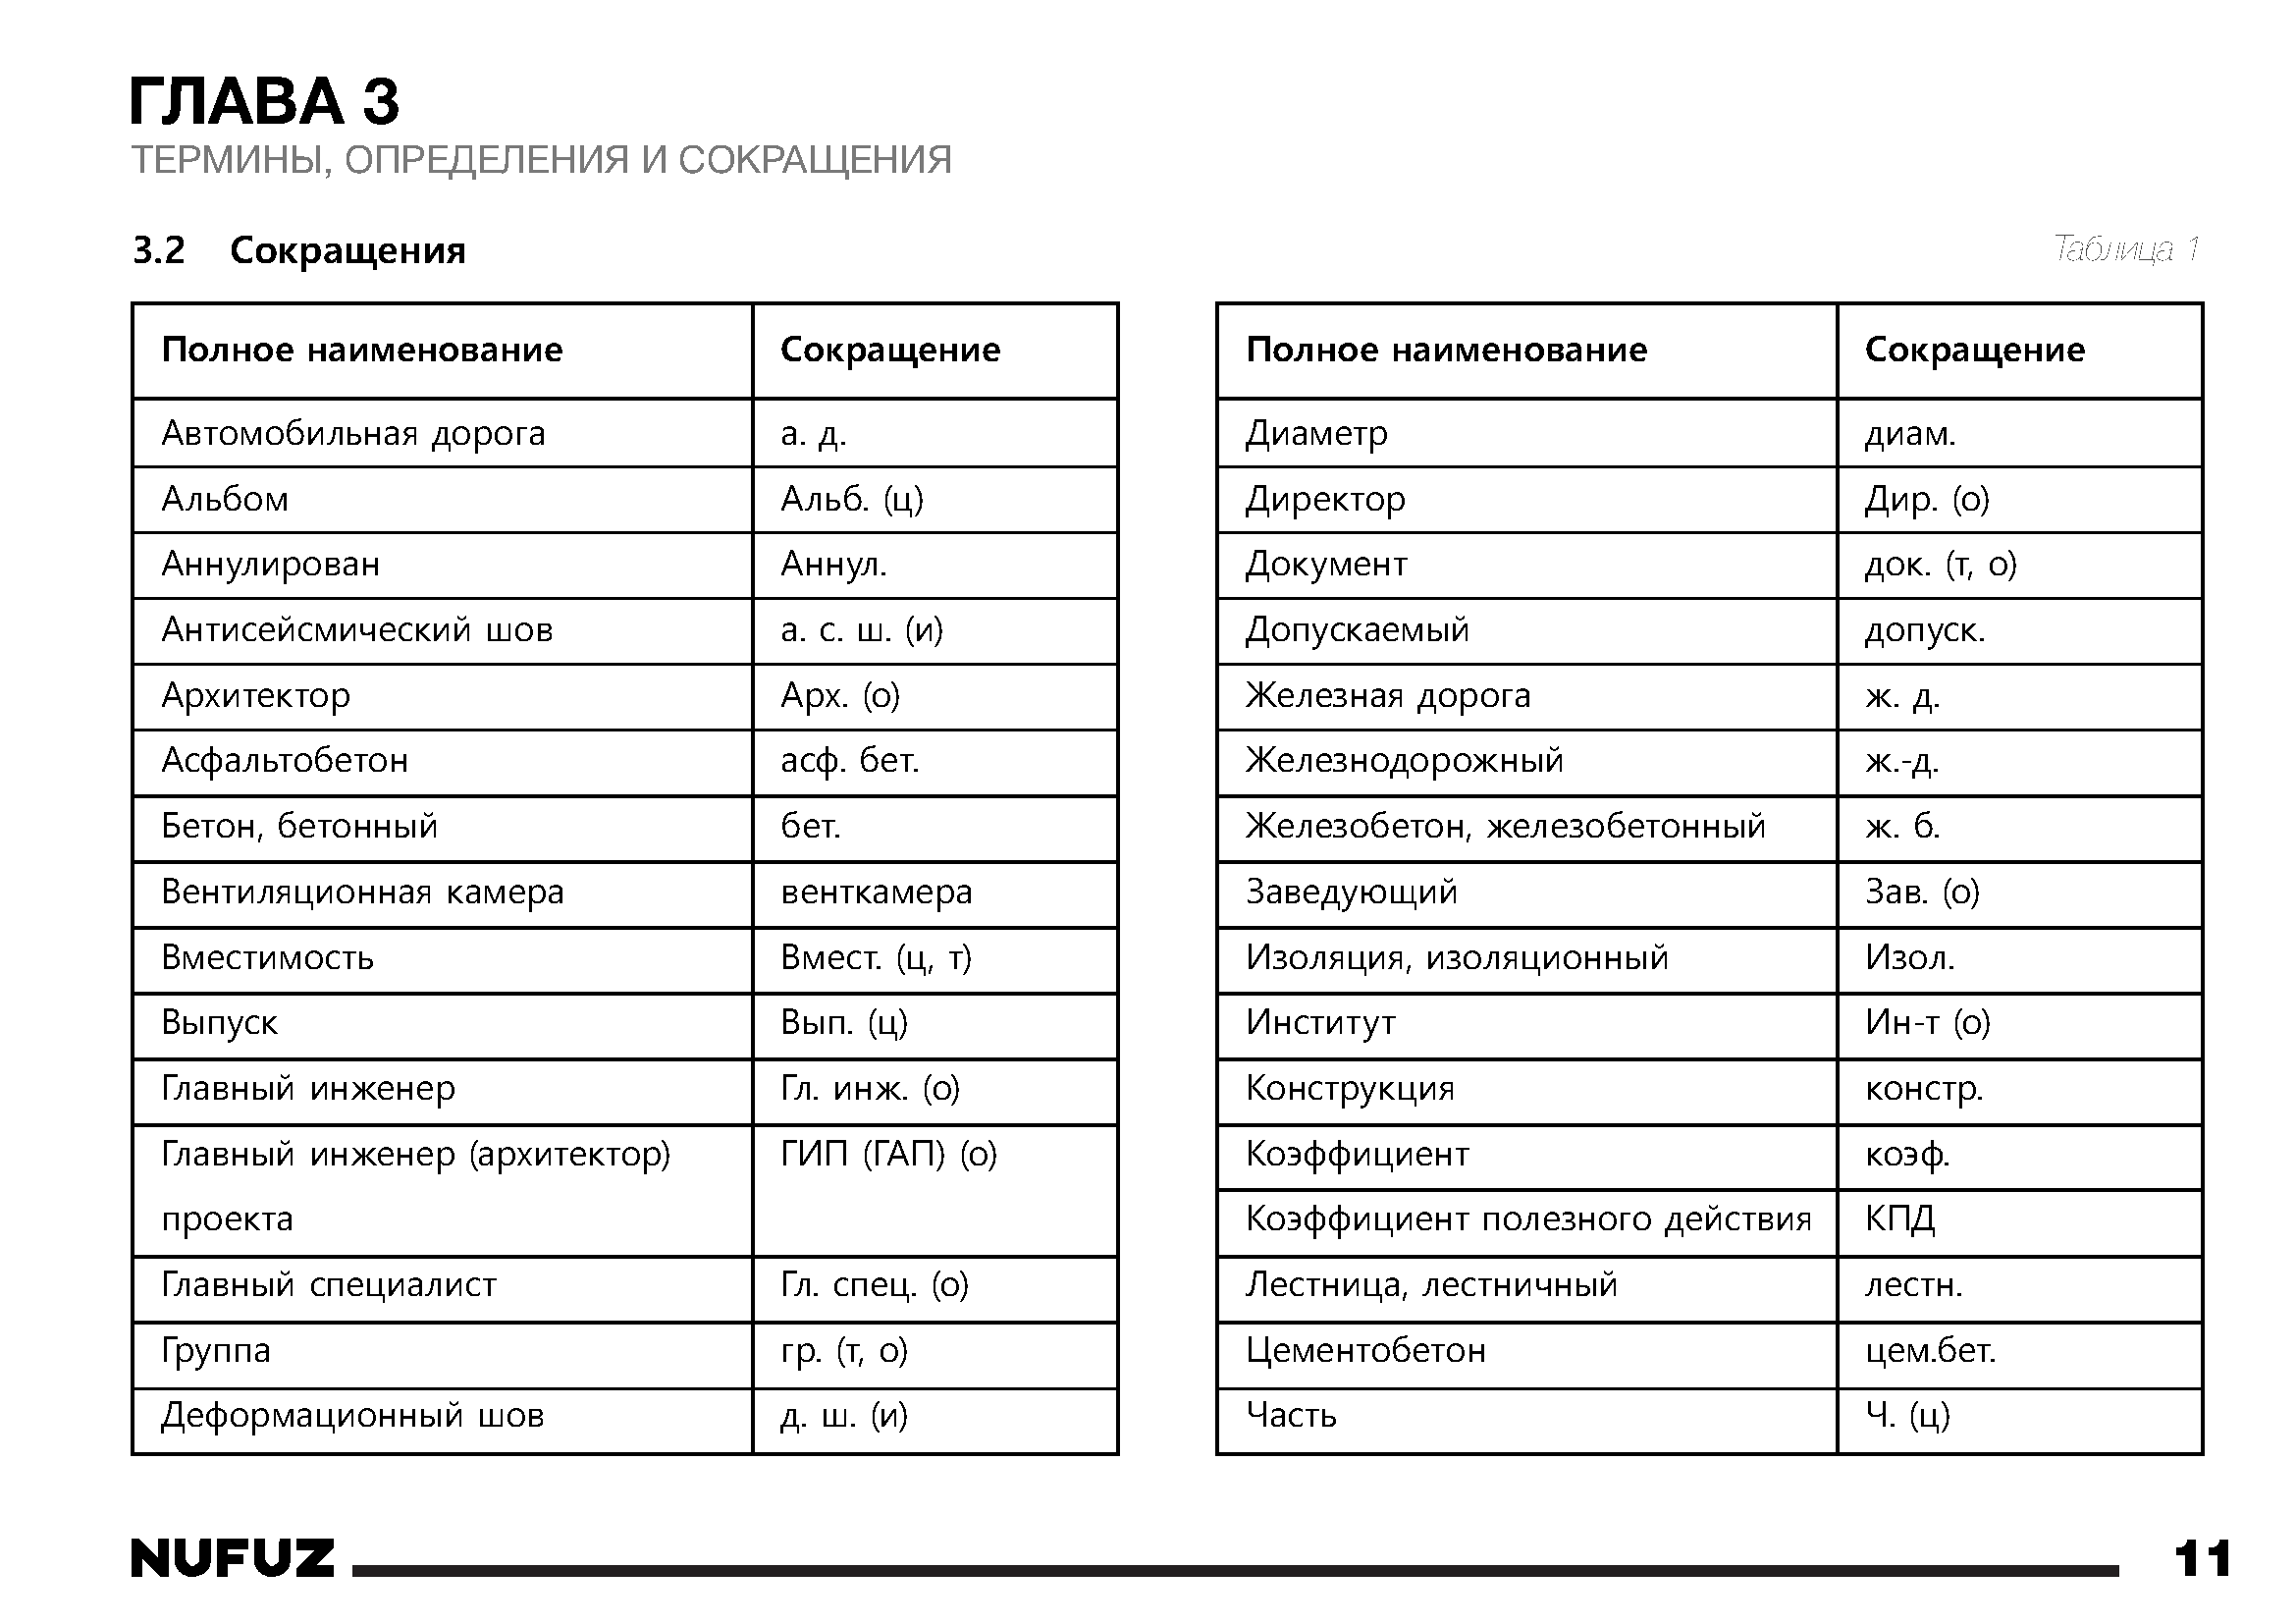 ГЛАВА 3
ТЕРМИНЫ, ОПРЕДЕЛЕНИЯ И СОКРАЩЕНИЯ
3.2 Сокращения
Таблица 1
Полное наименование Сокращение
Автомобильная дорога а. д.
Альбом Альб. (ц)
Аннулирован Аннул.
Антисейсмический шов а. с. ш. (и)
Архитектор Арх. (о)
Асфальтобетон асф. бет.
Бетон, бетонный бет.
Вентиляционная камера венткамера
Вместимость Вмест. (ц, т)
Выпуск Вып. (ц)
Главный инженер Гл. инж. (о)
Главный инженер (архитектор) ГИП (ГАП) (о)
проекта
Главный специалист Гл. спец. (о)
Группа гр. (т, о)
Деформационный шов д. ш. (и)
Полное наименование Сокращение
Диаметр диам.
Директор Дир. (о)
Документ док. (т, о)
Допускаемый допуск.
Железная дорога ж. д.
Железнодорожный ж.-д.
Железобетон, железобетонный ж. б.
Заведующий Зав. (о)
Изоляция, изоляционный Изол.
Институт Ин-т (о)
Конструкция констр.
Коэффициент коэф.
Коэффициент полезного действия КПД
Лестница, лестничный лестн.
Цементобетон цем.бет.
Часть Ч. (ц)
NUFUZ
11